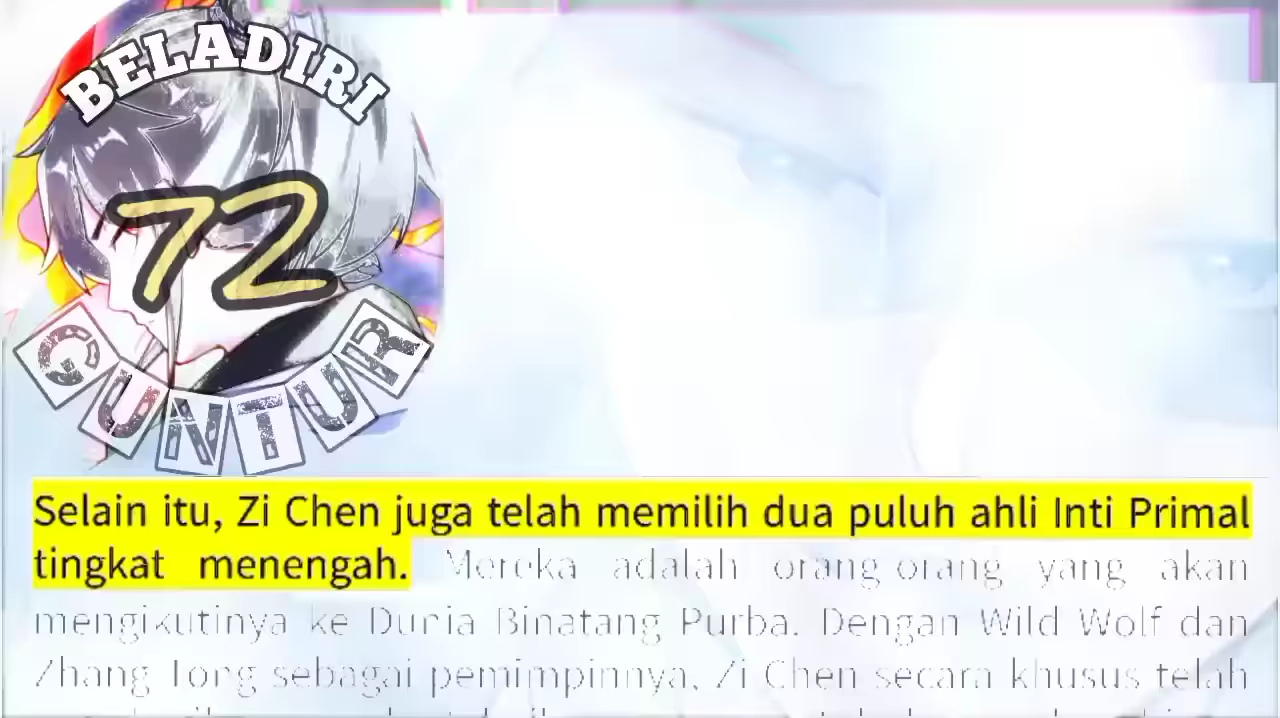 BELADIRI
72
GUNTUR
Selain itu, Zi Chen juga telah memilih dua puluh ahli Inti Primal
tingkat menengah. Mereka adalah orang-orang yang akan
mengikutinya ke Dunia Binatang Purba. Dengan Wild Wolf dan
Zhang Tong sebagai pemimpinnya, Zi Chen secara khusus telah